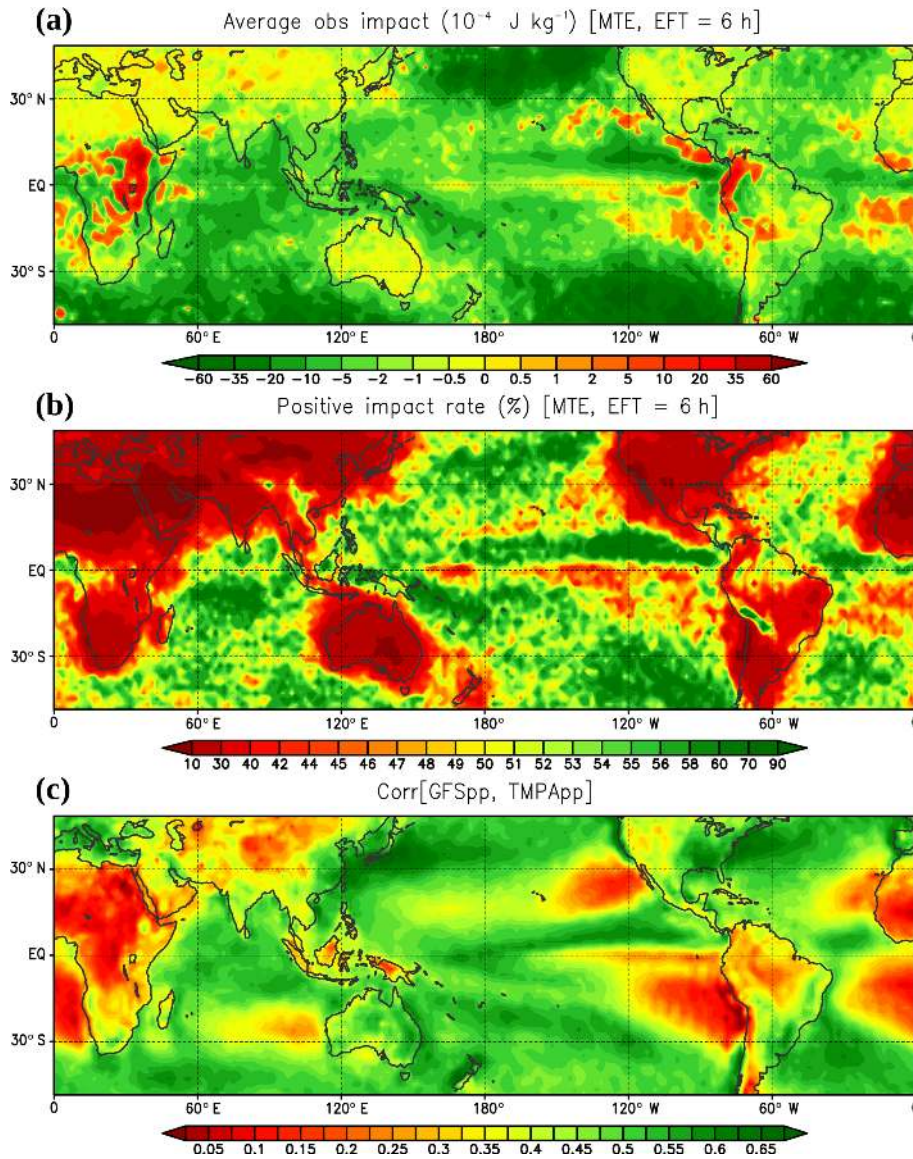 (a)
Average obs impact (10⁻⁴ J kg⁻¹) [MTE, EFT = 6 h]
30° N
EQ
30° S
0 60° E 120° E 180° 120° W 60° W 0
−60 −35 −20 −10 −5 −2 −1 −0.5 0 0.5 1 2 5 10 20 35 60
(b)
Positive impact rate (%) [MTE, EFT = 6 h]
30° N
EQ
30° S
0 60° E 120° E 180° 120° W 60° W 0
10 30 40 42 44 45 46 47 48 49 50 51 52 53 54 55 56 58 60 70 90
(c)
Corr[GFSpp, TMPApp]
30° N
EQ
30° S
0 60° E 120° E 180° 120° W 60° W 0
0.05 0.1 0.15 0.2 0.25 0.3 0.35 0.4 0.45 0.5 0.55 0.6 0.65